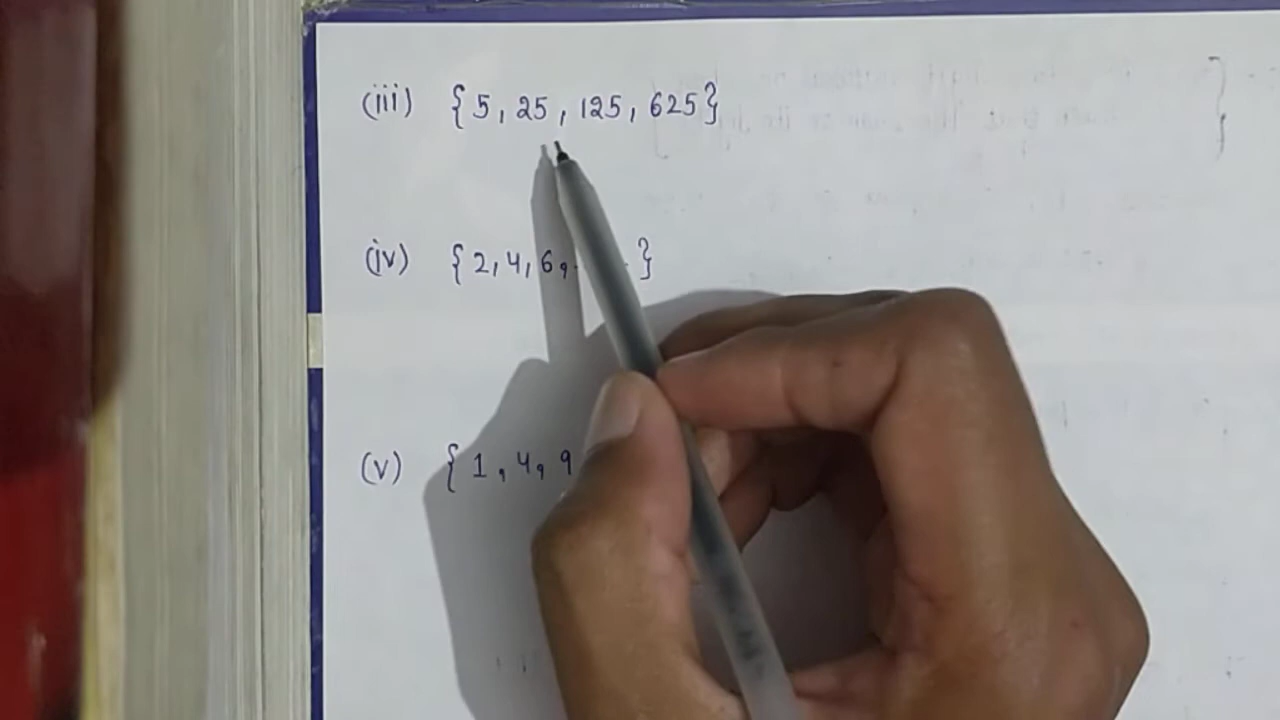 (iii) {5, 25, 125, 625}
(iv) {2, 4, 6, . . }
(v) {1, 4, 9